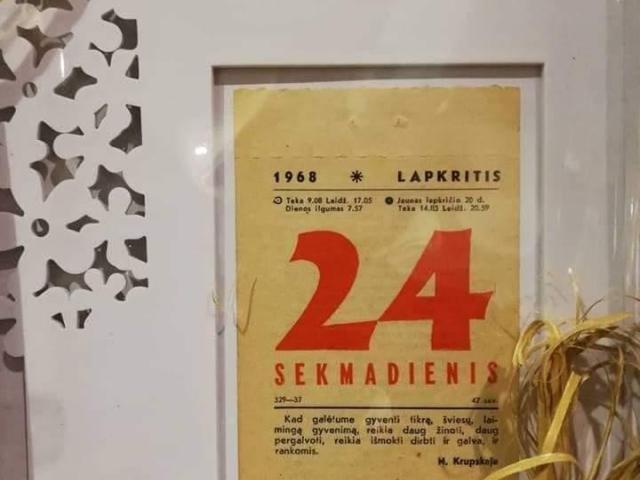 1968 * LAPKRITIS
Teka 9.08 Leidž. 17.05 Jaunas lapkričio 20 d.
Dienos ilgumas 7.57 Teka 14.03 Leidž. 20.59
24
SEKMADIENIS
329—37 47 sav.
Kad galėtume gyventi tikrą, šviesų, lai-
mingą gyvenimą, reikia daug žinoti, daug
pergalvoti, reikia išmokti dirbti ir galva, ir
rankomis.
N. Krupskaja